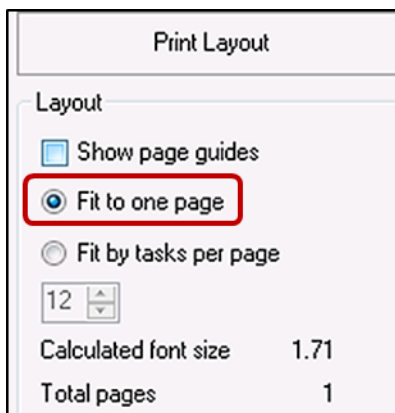 Print Layout
Layout
Show page guides
Fit to one page
Fit by tasks per page
12
Calculated font size 1.71
Total pages 1